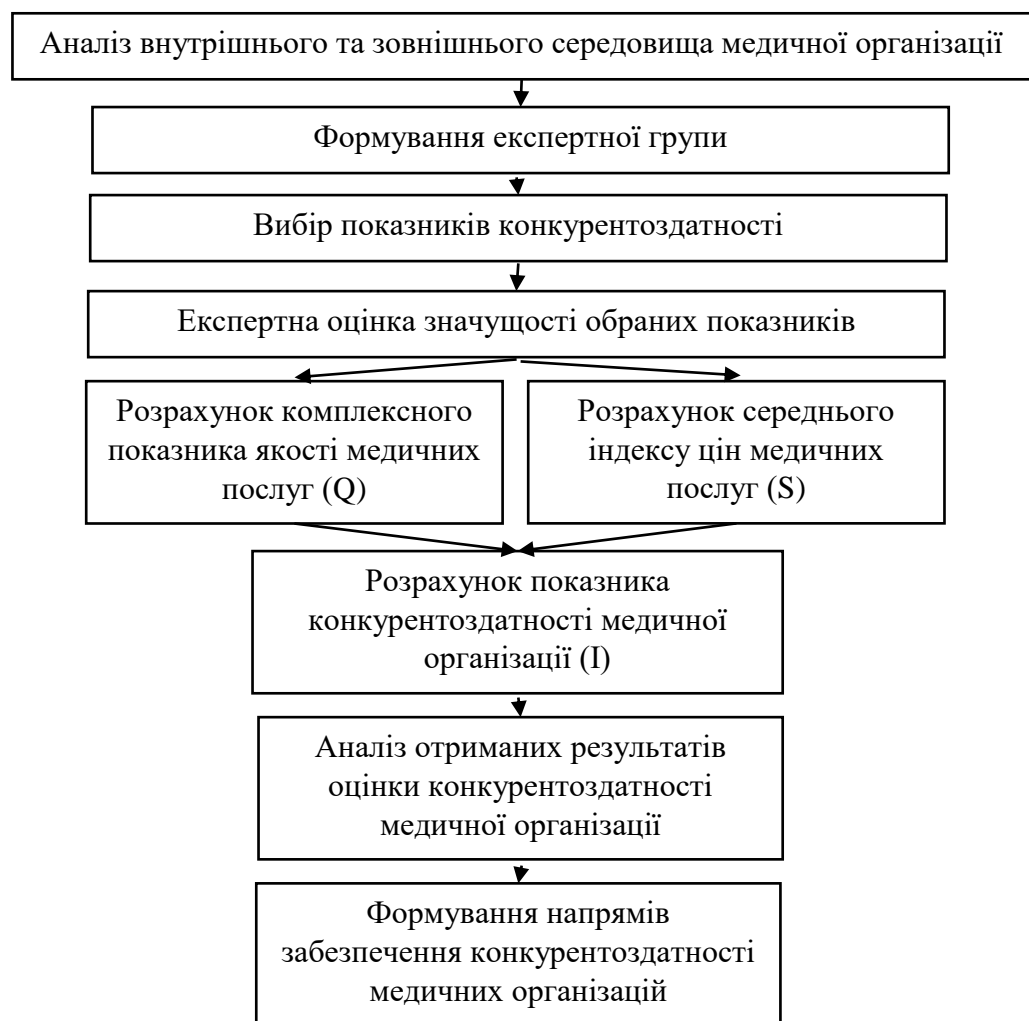 Аналіз внутрішнього та зовнішнього середовища медичної організації
Формування експертної групи
Вибір показників конкурентоздатності
Експертна оцінка значущості обраних показників
Розрахунок комплексного
показника якості медичних
послуг (Q)
Розрахунок середнього
індексу цін медичних
послуг (S)
Розрахунок показника
конкурентоздатності медичної
організації (I)
Аналіз отриманих результатів
оцінки конкурентоздатності
медичної організації
Формування напрямів
забезпечення конкурентоздатності
медичних організацій